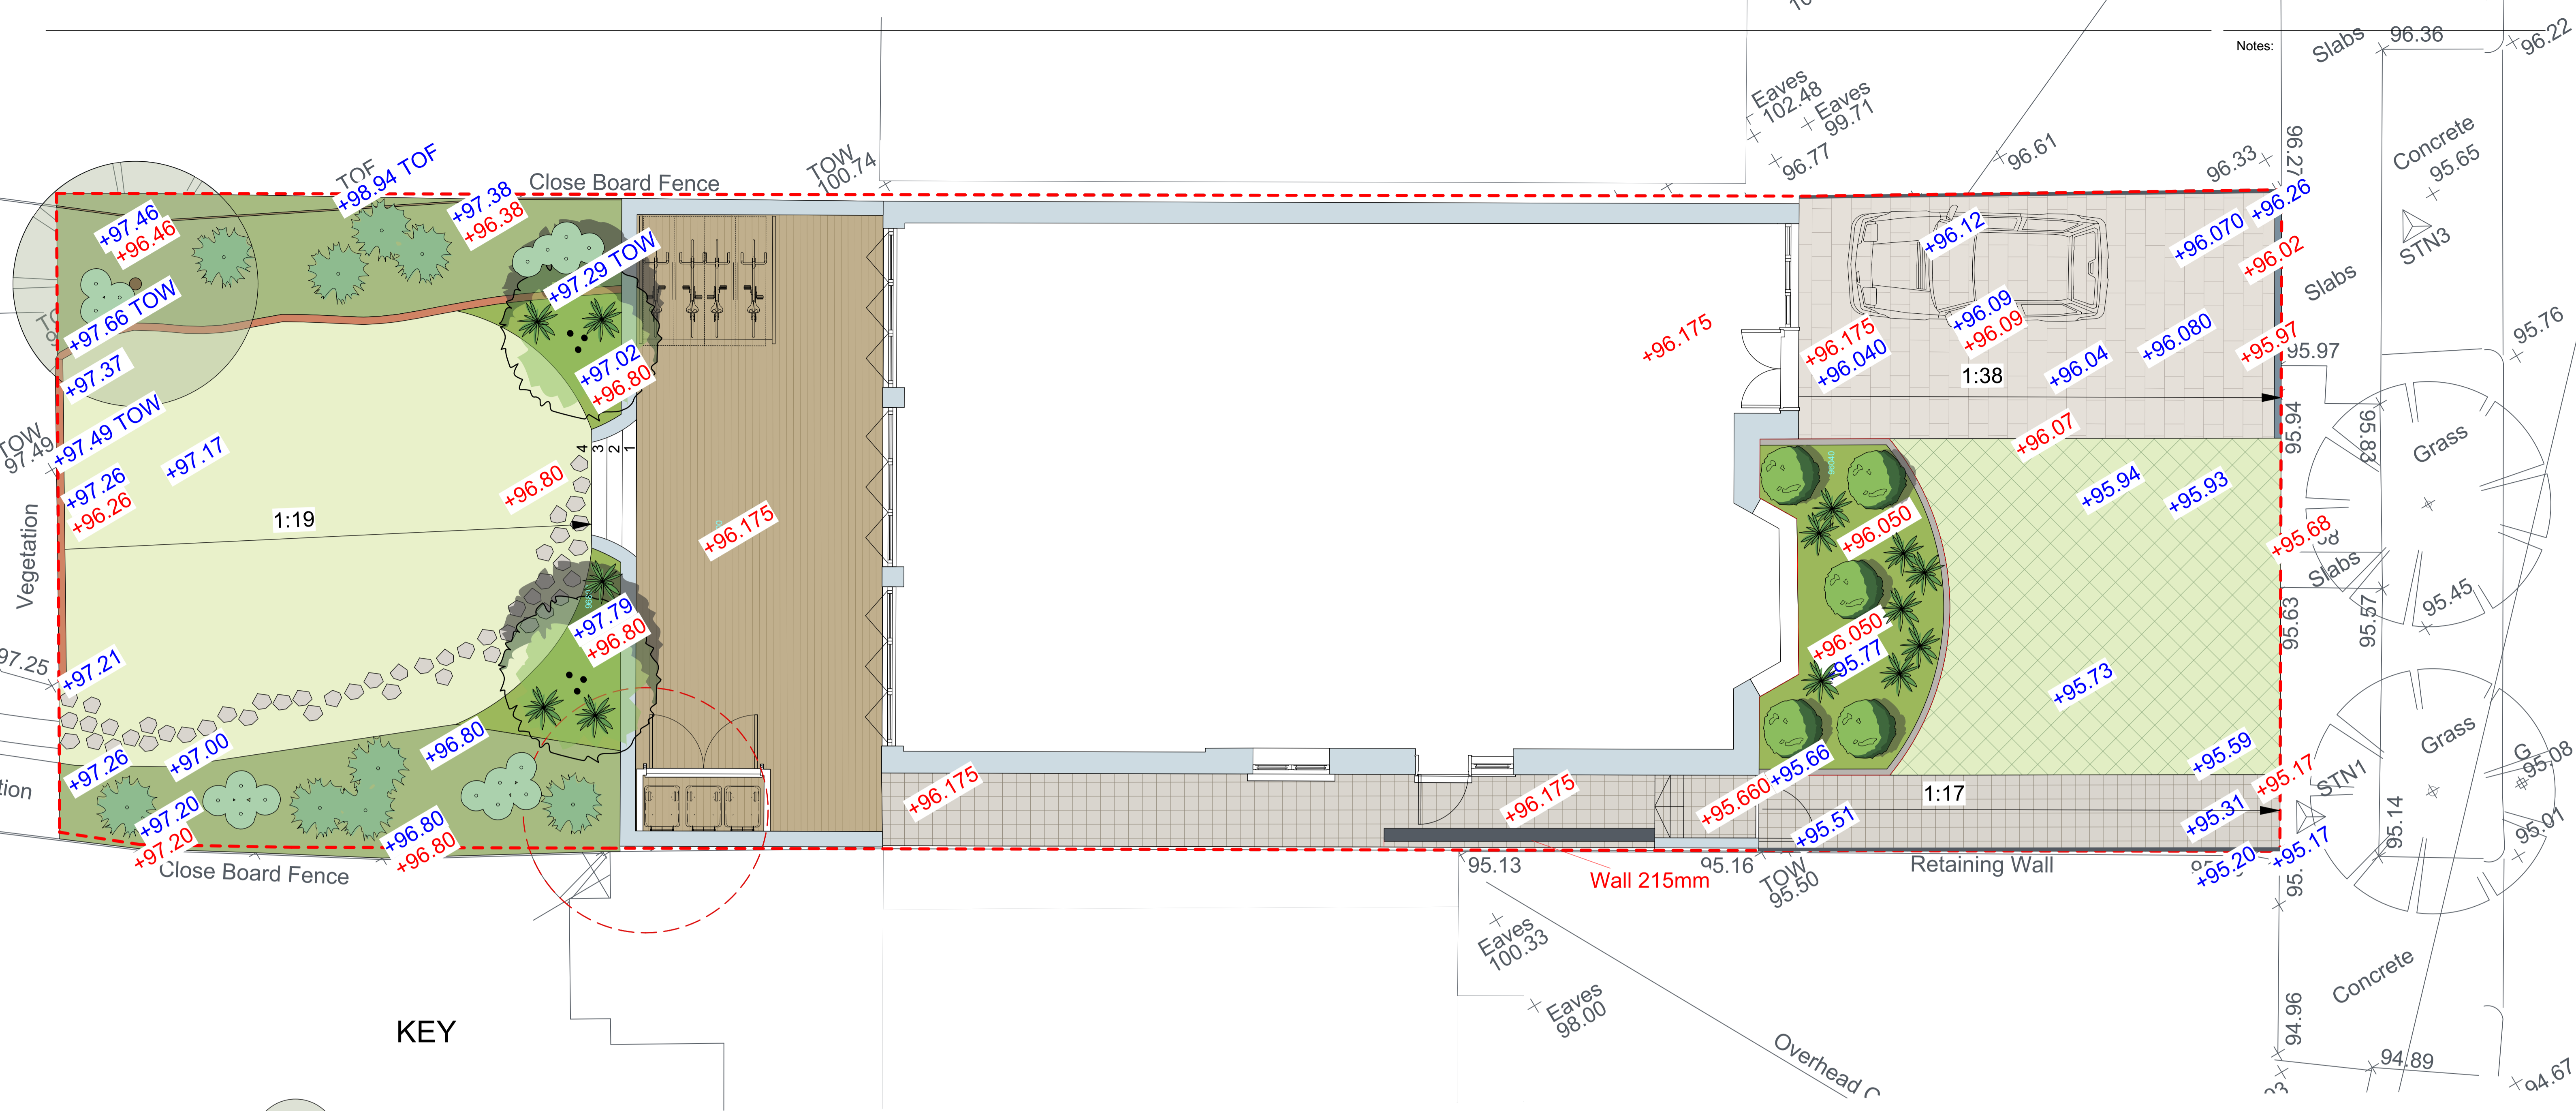 Notes:
Slabs
96.36
+96.22
Eaves
102.48
Eaves
99.71
Concrete
95.65
96.77
96.61
96.33
96.27
TOF
+98.94 TOF
TOW
100.74
Close Board Fence
+97.46
+96.46
+97.38
+96.38
+97.29 TOW
+96.12
+96.070
+96.26
+96.02
STN3
Slabs
+97.66 TOW
+97.37
+97.02
+96.80
+96.175
+96.175
+96.040
+96.09
+96.09
+96.04
+96.080
+95.97
95.97
95.76
1:38
TOW
97.49
+97.49 TOW
+97.17
+97.26
+96.26
+96.80
4
3
2
1
+96.07
95.94
95.83
Grass
+95.94
+95.93
1:19
+96.175
+96.050
+95.68
Slabs
Vegetation
+97.79
+96.80
+96.050
+95.77
95.63
95.57
95.45
97.25
+97.21
+95.73
Grass
+97.26
+97.00
+96.80
+95.66
+95.59
+95.17
STN1
G
95.08
+97.20
+97.20
+96.80
+96.80
+96.175
+96.175
+95.660
1:17
+95.51
+95.31
95.14
95.01
Close Board Fence
95.13
95.16
TOW
95.50
Retaining Wall
+95.20
+95.17
Wall 215mm
Eaves
100.33
Eaves
98.00
Concrete
94.96
KEY
Overhead C
94.89
94.67